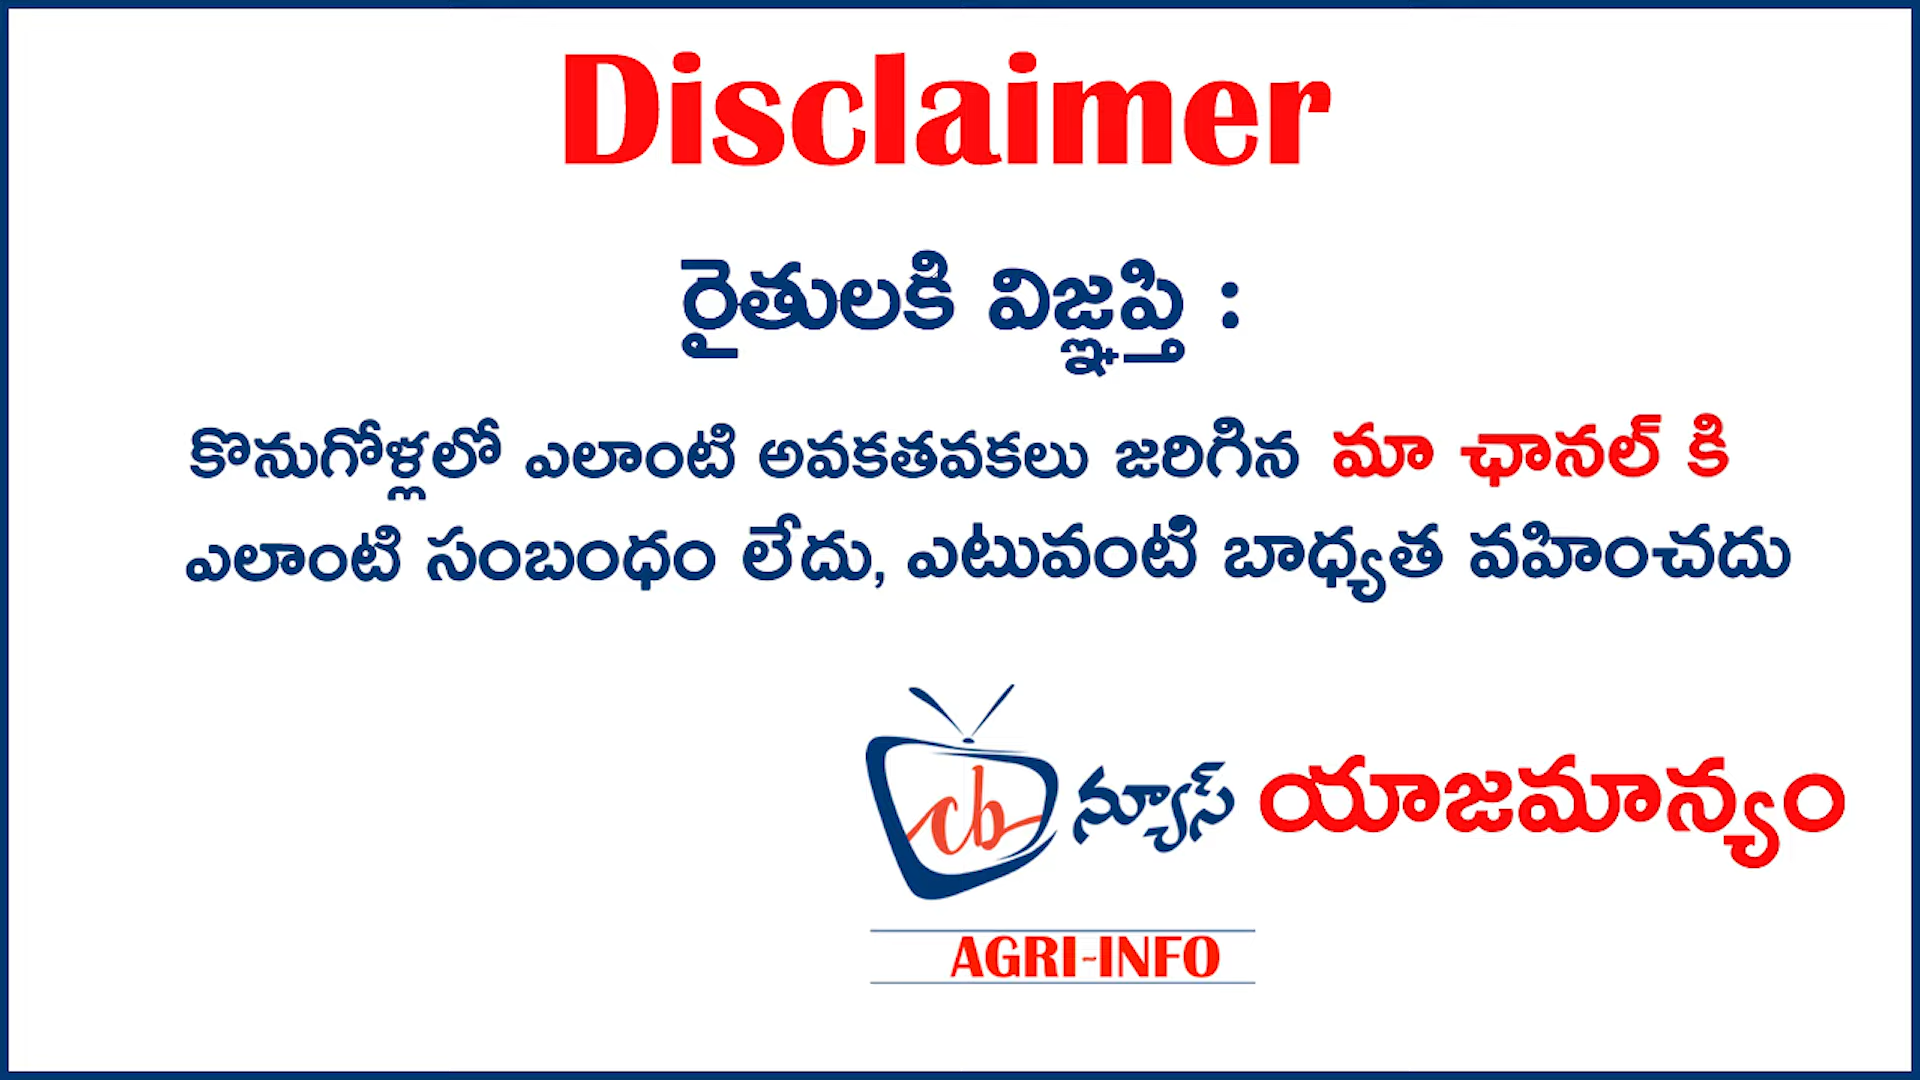 Disclaimer
రైతులకి విజ్ఞప్తి :
కొనుగోళ్లలో ఎలాంటి అవకతవకలు జరిగిన మా ఛానల్ కి
ఎలాంటి సంబంధం లేదు, ఎటువంటి బాధ్యత వహించదు
cb న్యూస్ యాజమాన్యం
AGRI-INFO